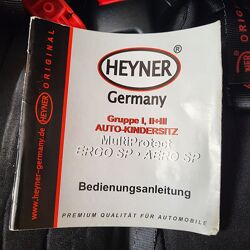 HEYNER
®
Germany
Gruppe I, II+III
AUTO-KINDERSITZ
MultiProtect
ERGO SP • AERO SP
Bedienungsanleitung
PREMIUM QUALITÄT FÜR AUTOMOBILE
www.heyner-germany.de
HEYNER ORIGINAL